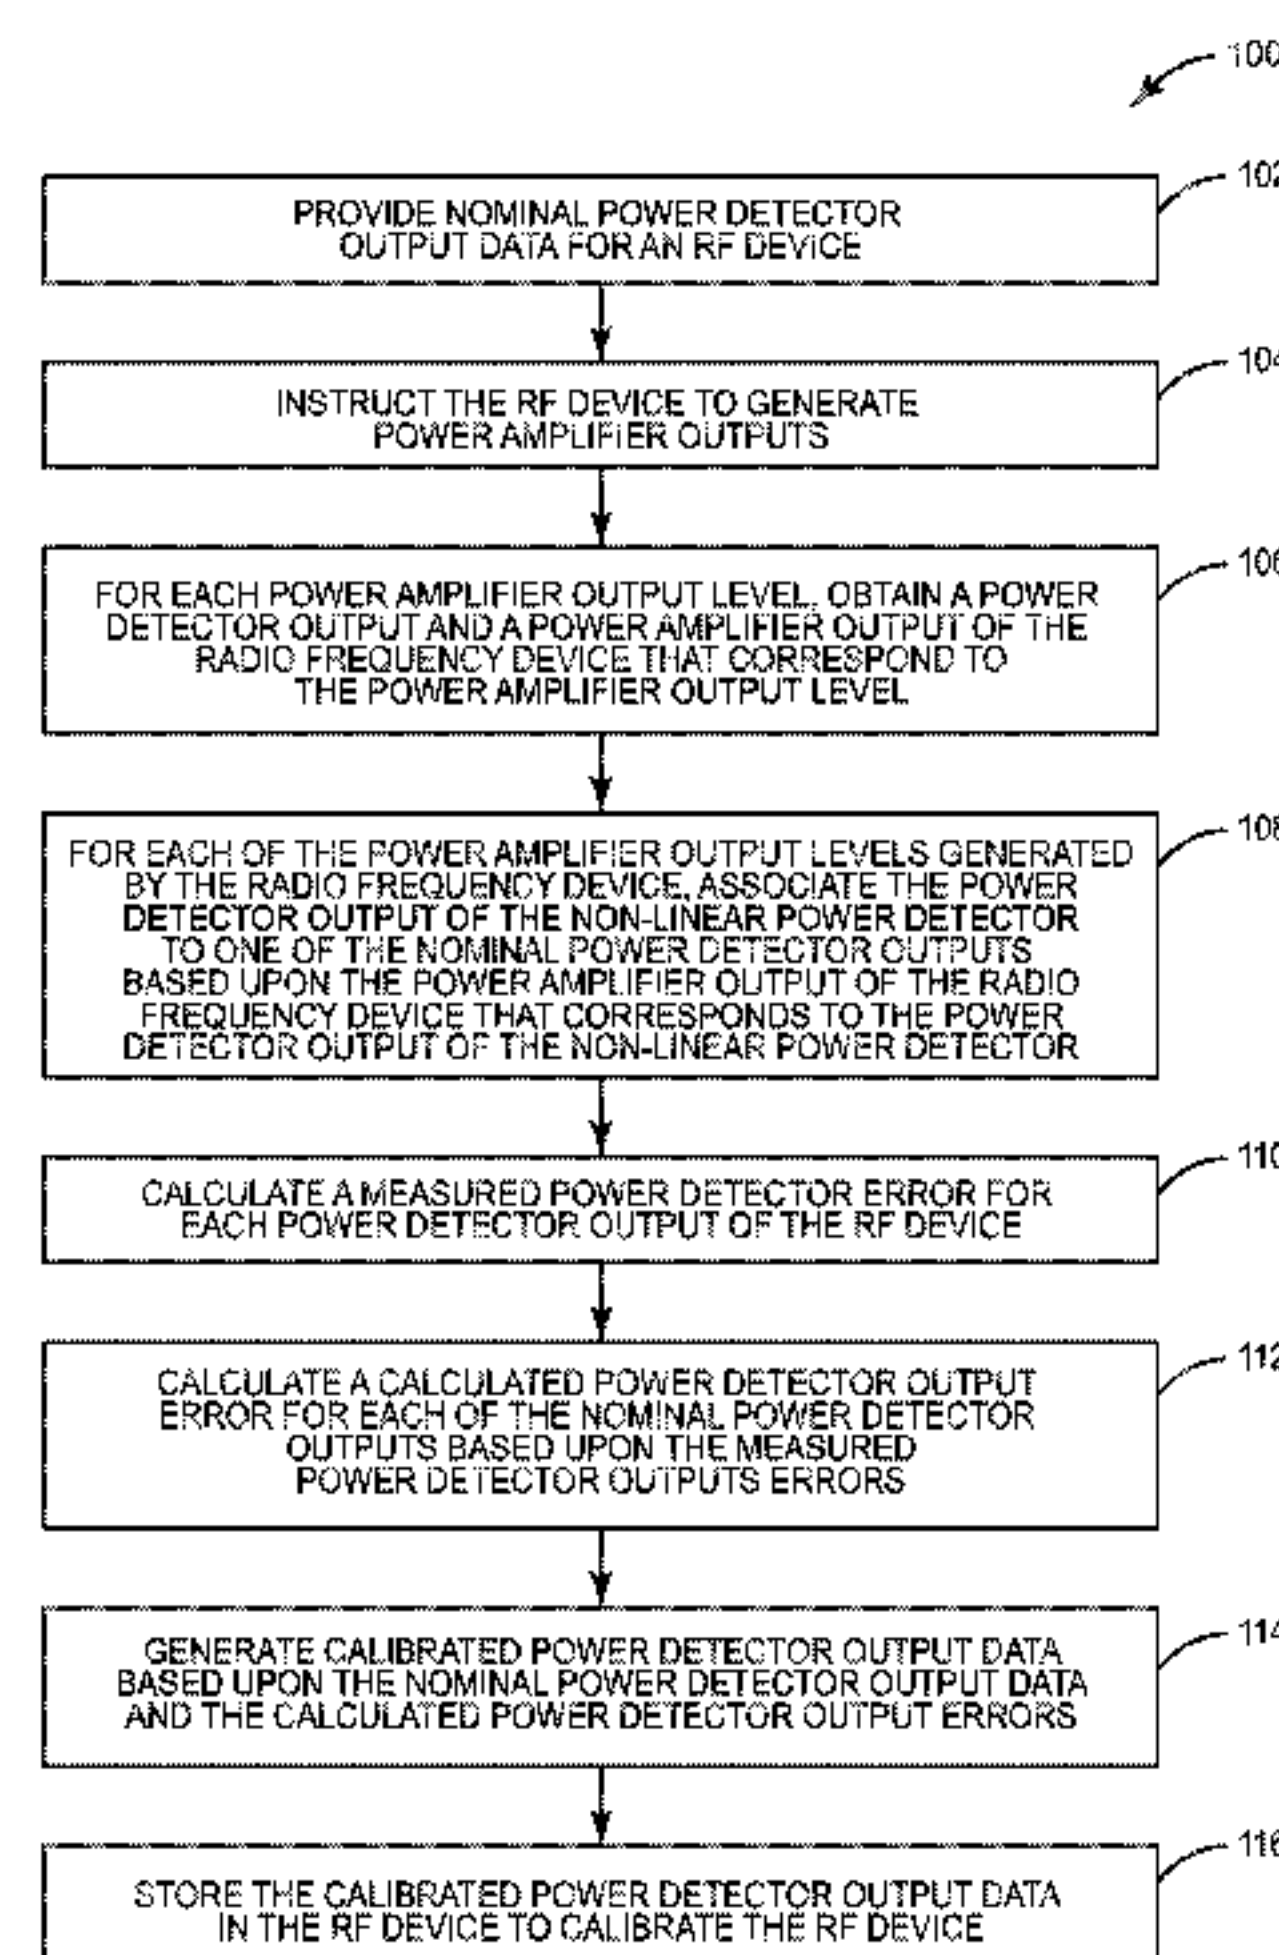 100
102
PROVIDE NOMINAL POWER DETECTOR
OUTPUT DATA FOR AN RF DEVICE
104
INSTRUCT THE RF DEVICE TO GENERATE
POWER AMPLIFIER OUTPUTS
106
FOR EACH POWER AMPLIFIER OUTPUT LEVEL, OBTAIN A POWER
DETECTOR OUTPUT AND A POWER AMPLIFIER OUTPUT OF THE
RADIO FREQUENCY DEVICE THAT CORRESPOND TO
THE POWER AMPLIFIER OUTPUT LEVEL
108
FOR EACH OF THE POWER AMPLIFIER OUTPUT LEVELS GENERATED
BY THE RADIO FREQUENCY DEVICE, ASSOCIATE THE POWER
DETECTOR OUTPUT OF THE NON-LINEAR POWER DETECTOR
TO ONE OF THE NOMINAL POWER DETECTOR OUTPUTS
BASED UPON THE POWER AMPLIFIER OUTPUT OF THE RADIO
FREQUENCY DEVICE THAT CORRESPONDS TO THE POWER
DETECTOR OUTPUT OF THE NON-LINEAR POWER DETECTOR
110
CALCULATE A MEASURED POWER DETECTOR ERROR FOR
EACH POWER DETECTOR OUTPUT OF THE RF DEVICE
112
CALCULATE A CALCULATED POWER DETECTOR OUTPUT
ERROR FOR EACH OF THE NOMINAL POWER DETECTOR
OUTPUTS BASED UPON THE MEASURED
POWER DETECTOR OUTPUTS ERRORS
114
GENERATE CALIBRATED POWER DETECTOR OUTPUT DATA
BASED UPON THE NOMINAL POWER DETECTOR OUTPUT DATA
AND THE CALCULATED POWER DETECTOR OUTPUT ERRORS
116
STORE THE CALIBRATED POWER DETECTOR OUTPUT DATA
IN THE RF DEVICE TO CALIBRATE THE RF DEVICE